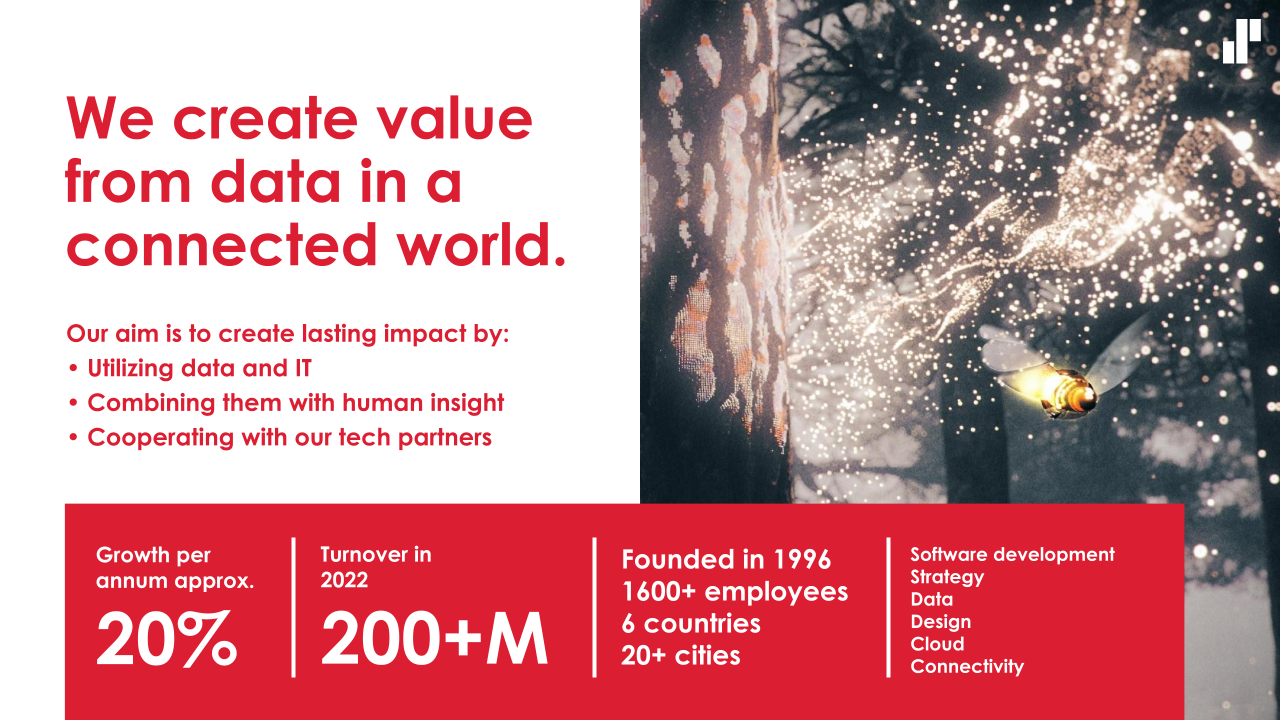 We create value
from data in a
connected world.
Our aim is to create lasting impact by:
• Utilizing data and IT
• Combining them with human insight
• Cooperating with our tech partners
Growth per
annum approx.
20%
Turnover in
2022
200+M
Founded in 1996
1600+ employees
6 countries
20+ cities
Software development
Strategy
Data
Design
Cloud
Connectivity